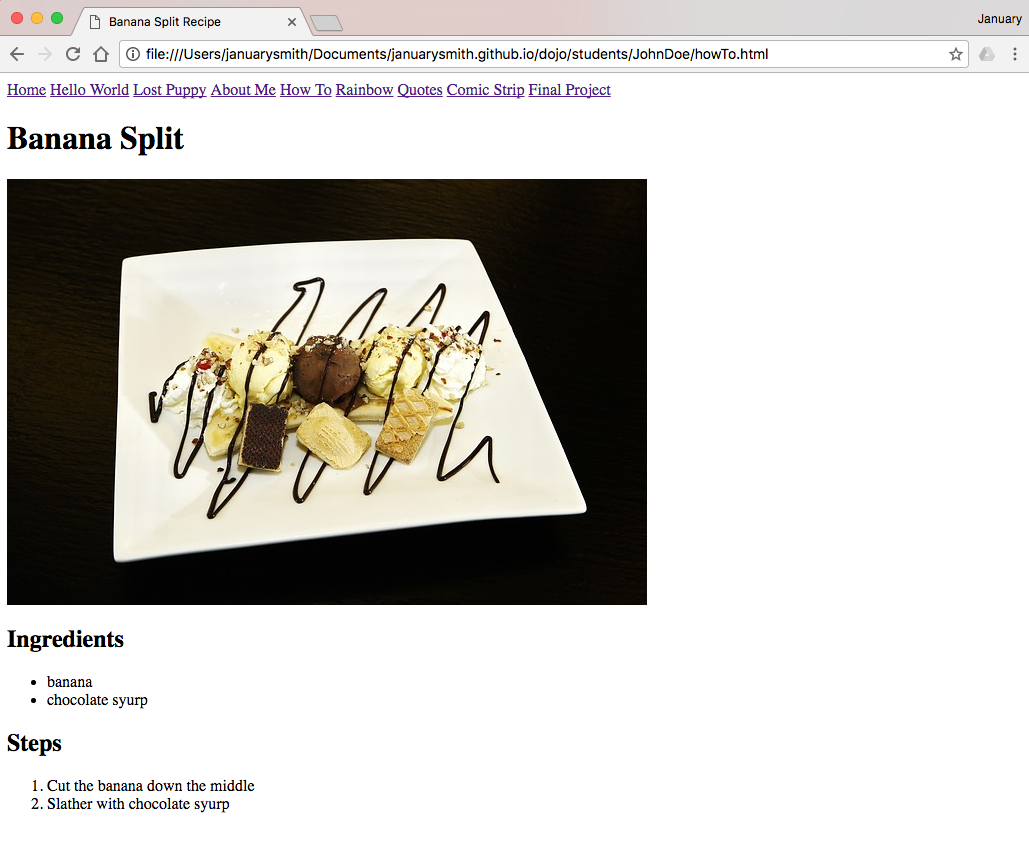 Banana Split Recipe
January
file:///Users/januarysmith/Documents/januarysmith.github.io/dojo/students/JohnDoe/howTo.html
Home Hello World Lost Puppy About Me How To Rainbow Quotes Comic Strip Final Project
Banana Split
Ingredients
• banana
• chocolate syurp
Steps
1. Cut the banana down the middle
2. Slather with chocolate syurp